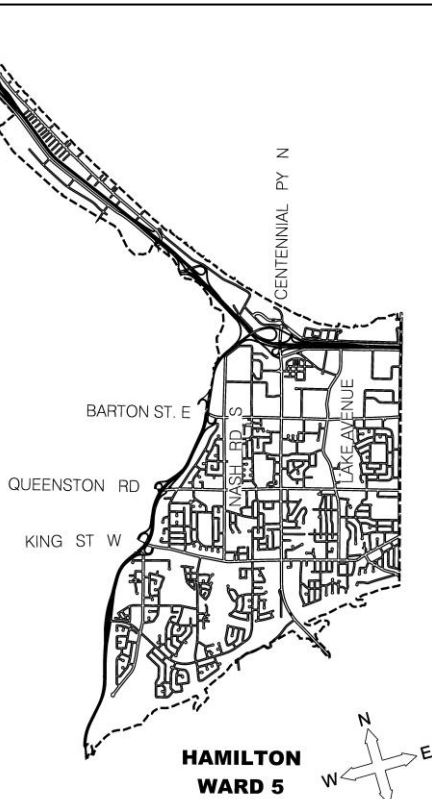 CENTENNIAL PY N
BARTON ST. E
NASH RD S
LAKE AVENUE
QUEENSTON RD
KING ST W
HAMILTON
WARD 5
N
E
W